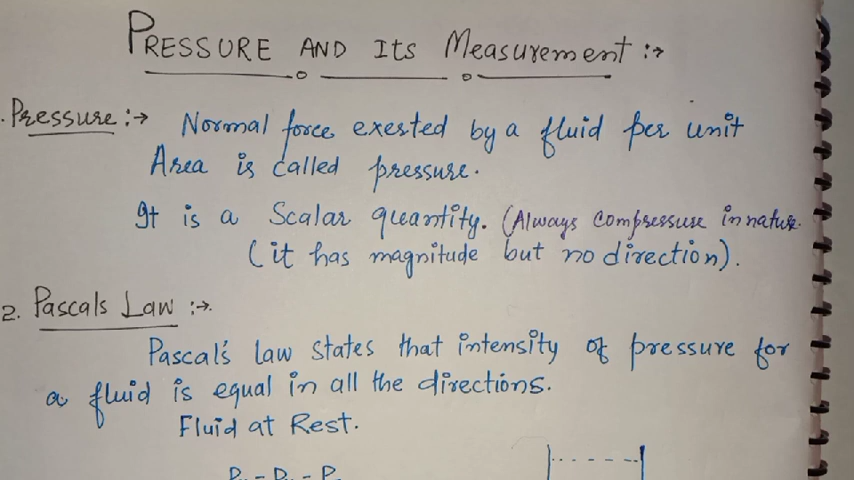 PRESSURE AND Its Measurement :→
.Pressure :→ Normal force exested by a fluid per unit
Area is called pressure.
It is a Scalar quantity. (Always compressure in nature.
(it has magnitude but no direction).
2. Pascals Law :→.
Pascal's law states that intensity of pressure for
a fluid is equal in all the directions.
Fluid at Rest.